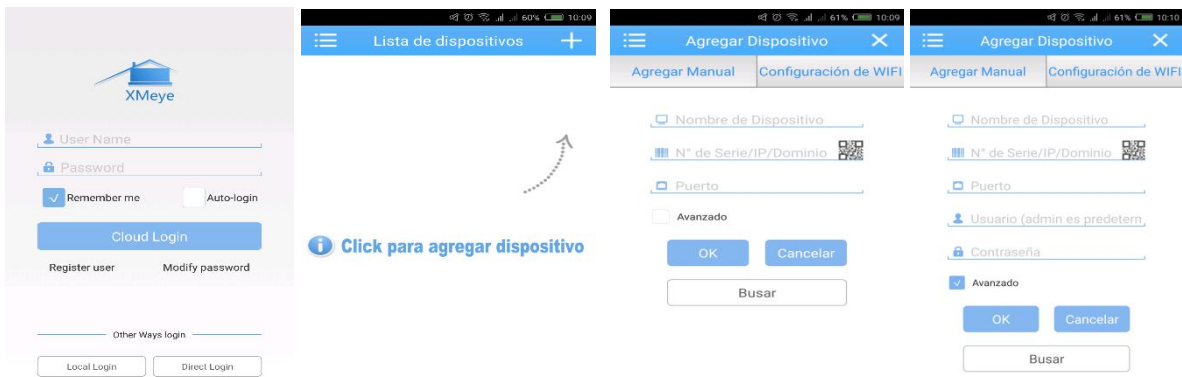 XMeye
User Name
Password
Remember me
Auto-login
Cloud Login
Register user
Modify password
Other Ways login
Local Login
Direct Login
60% 10:09
Lista de dispositivos
Click para agregar dispositivo
61% 10:09
Agregar Dispositivo
Agregar Manual
Configuración de WIFI
Nombre de Dispositivo
N° de Serie/IP/Dominio
Puerto
Avanzado
OK
Cancelar
Busar
61% 10:10
Agregar Dispositivo
Agregar Manual
Configuración de WIFI
Nombre de Dispositivo
N° de Serie/IP/Dominio
Puerto
Usuario (admin es predetern
Contraseña
Avanzado
OK
Cancelar
Busar